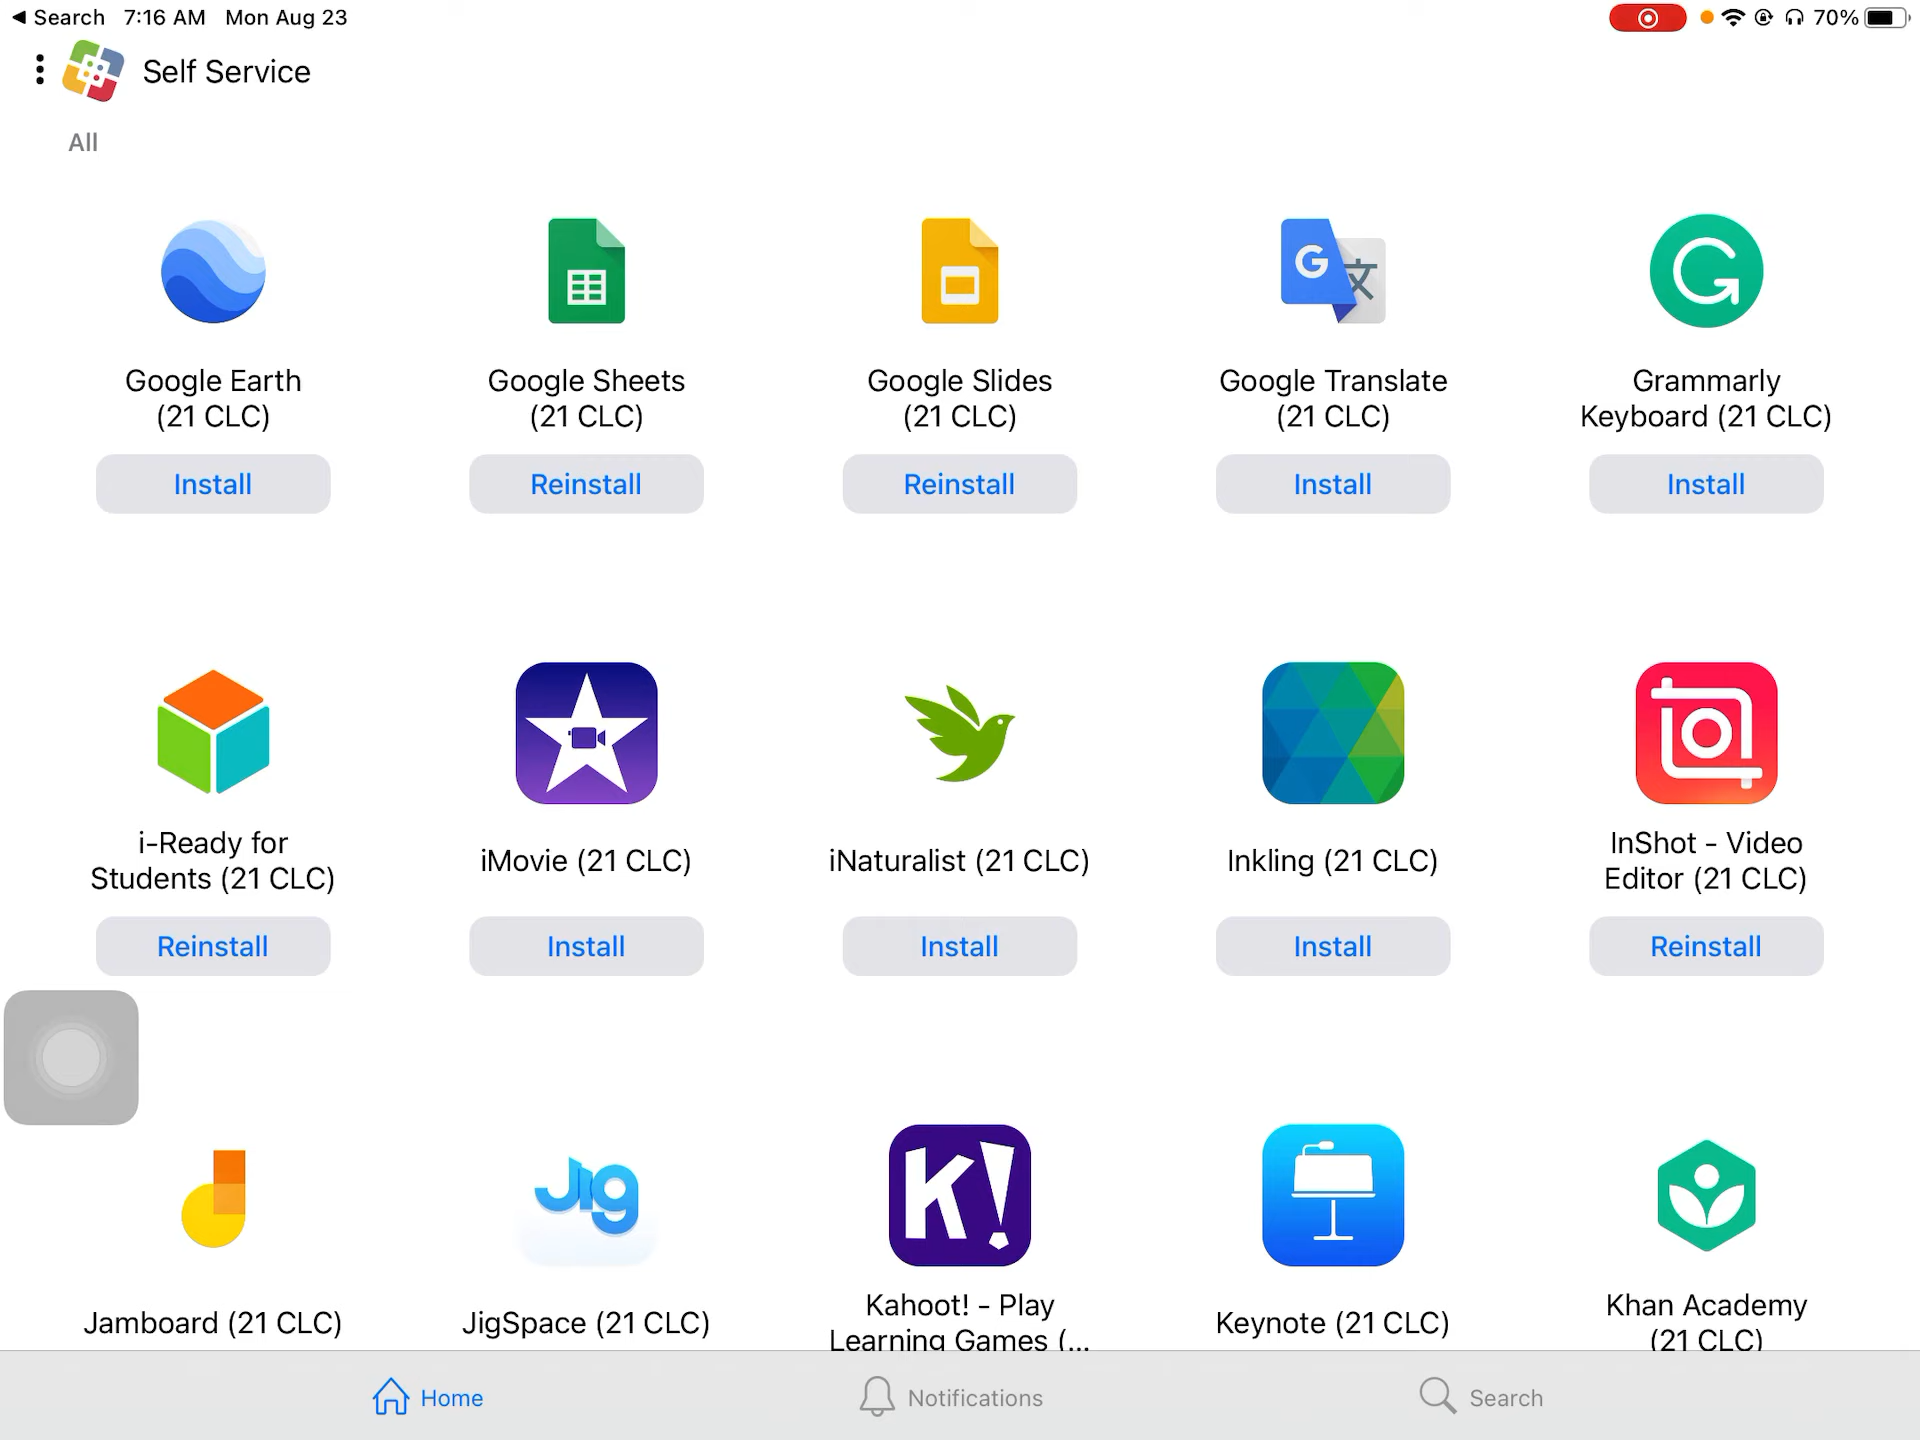 ◀ Search 7:16 AM Mon Aug 23 70%
Self Service
All
Google Earth
(21 CLC)
Install
Google Sheets
(21 CLC)
Reinstall
Google Slides
(21 CLC)
Reinstall
G 文
Google Translate
(21 CLC)
Install
Grammarly
Keyboard (21 CLC)
Install
i-Ready for
Students (21 CLC)
Reinstall
iMovie (21 CLC)
Install
iNaturalist (21 CLC)
Install
Inkling (21 CLC)
Install
InShot - Video
Editor (21 CLC)
Reinstall
Jamboard (21 CLC)
Jig
JigSpace (21 CLC)
K!
Kahoot! - Play
Learning Games (...
Keynote (21 CLC)
Khan Academy
(21 CLC)
Home Notifications Search